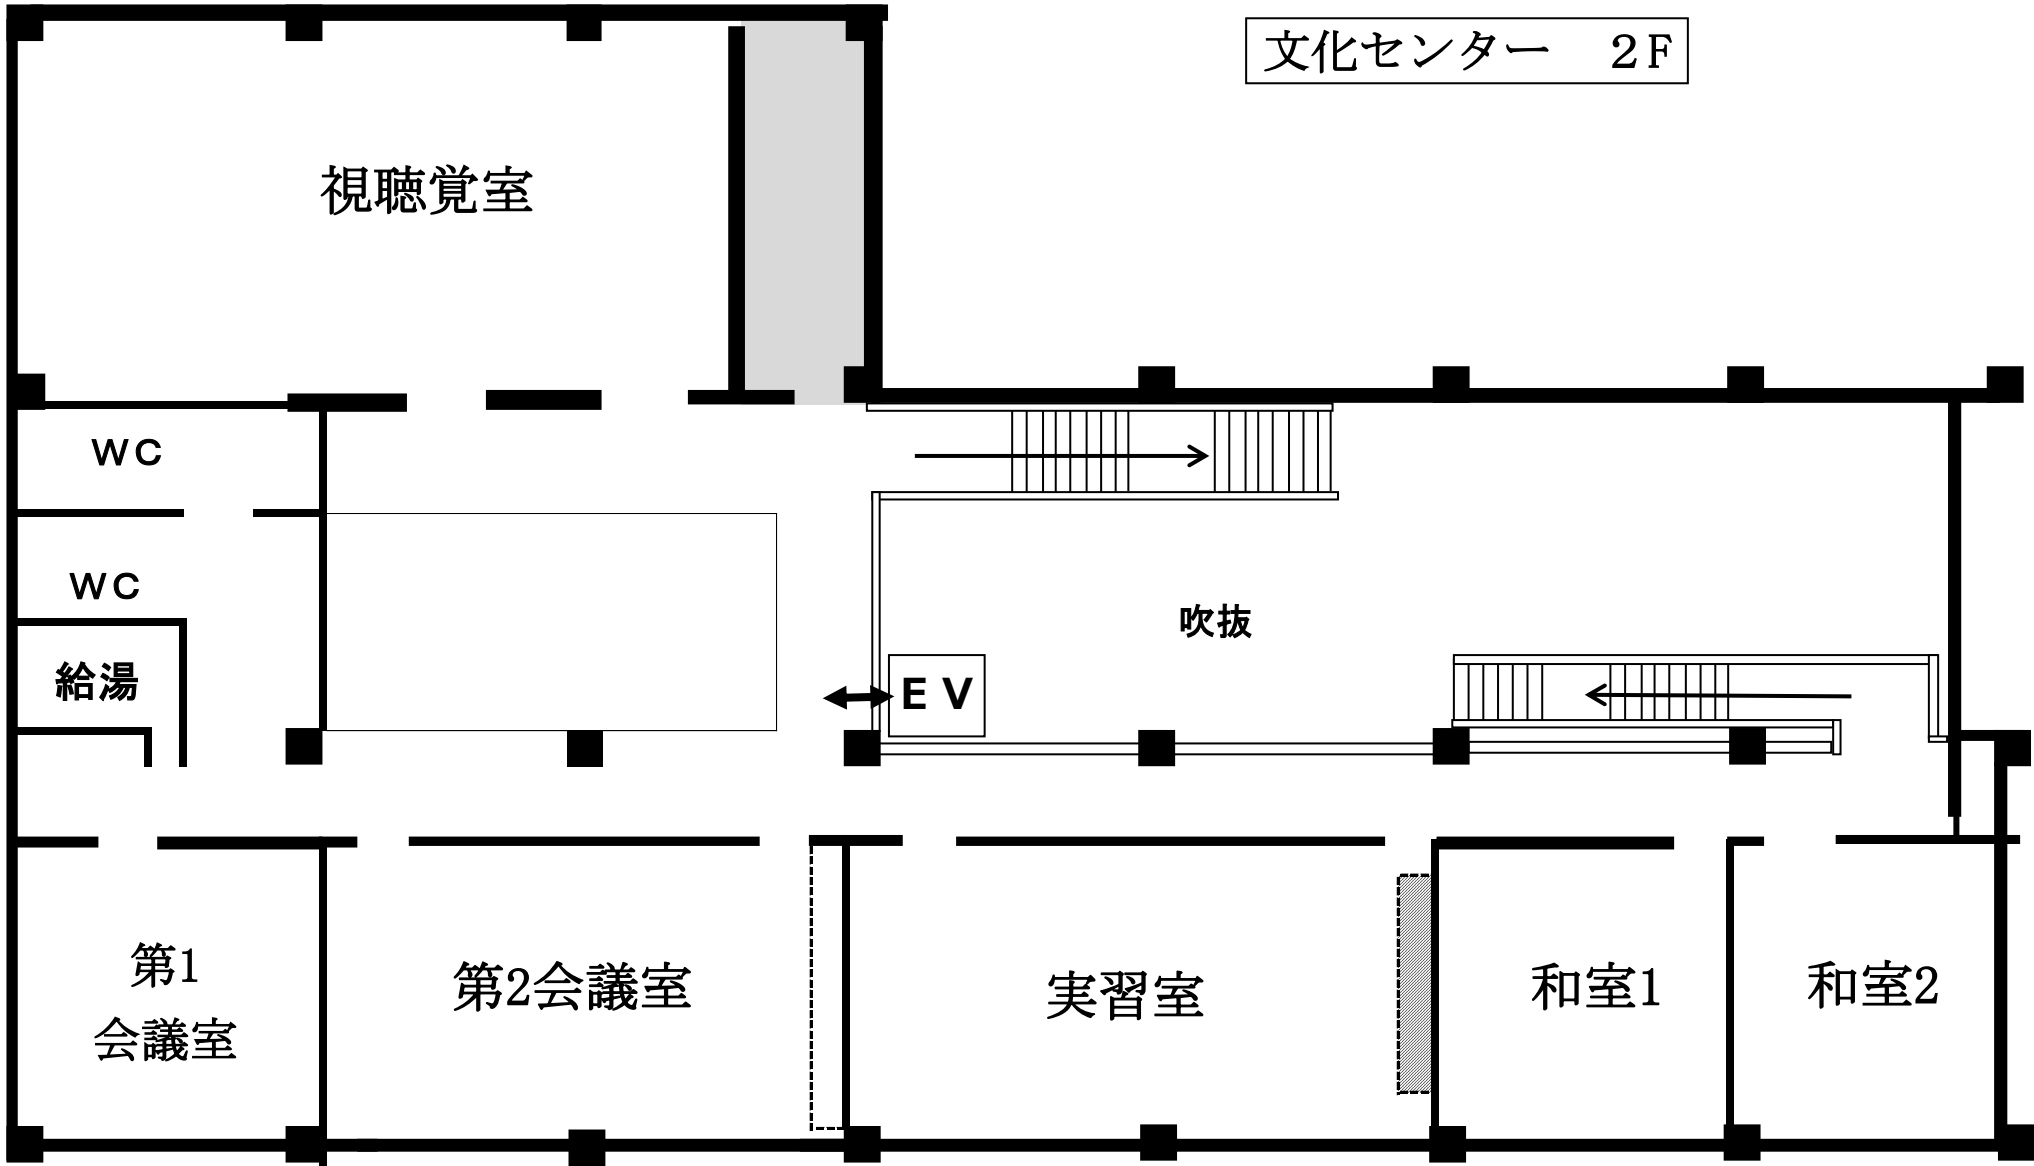 文化センター　２F
視聴覚室
ＷＣ
ＷＣ
吹抜
給湯
ＥＶ
第1
会議室
第2会議室
実習室
和室1
和室2